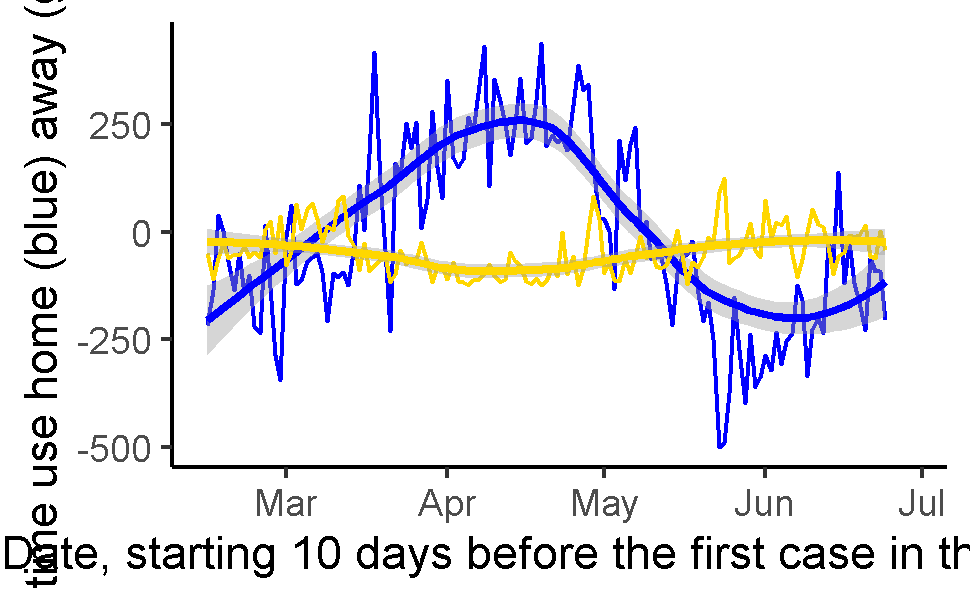 time use home (blue) away (
250
0
-250
-500
Mar Apr May Jun Jul
Date, starting 10 days before the first case in